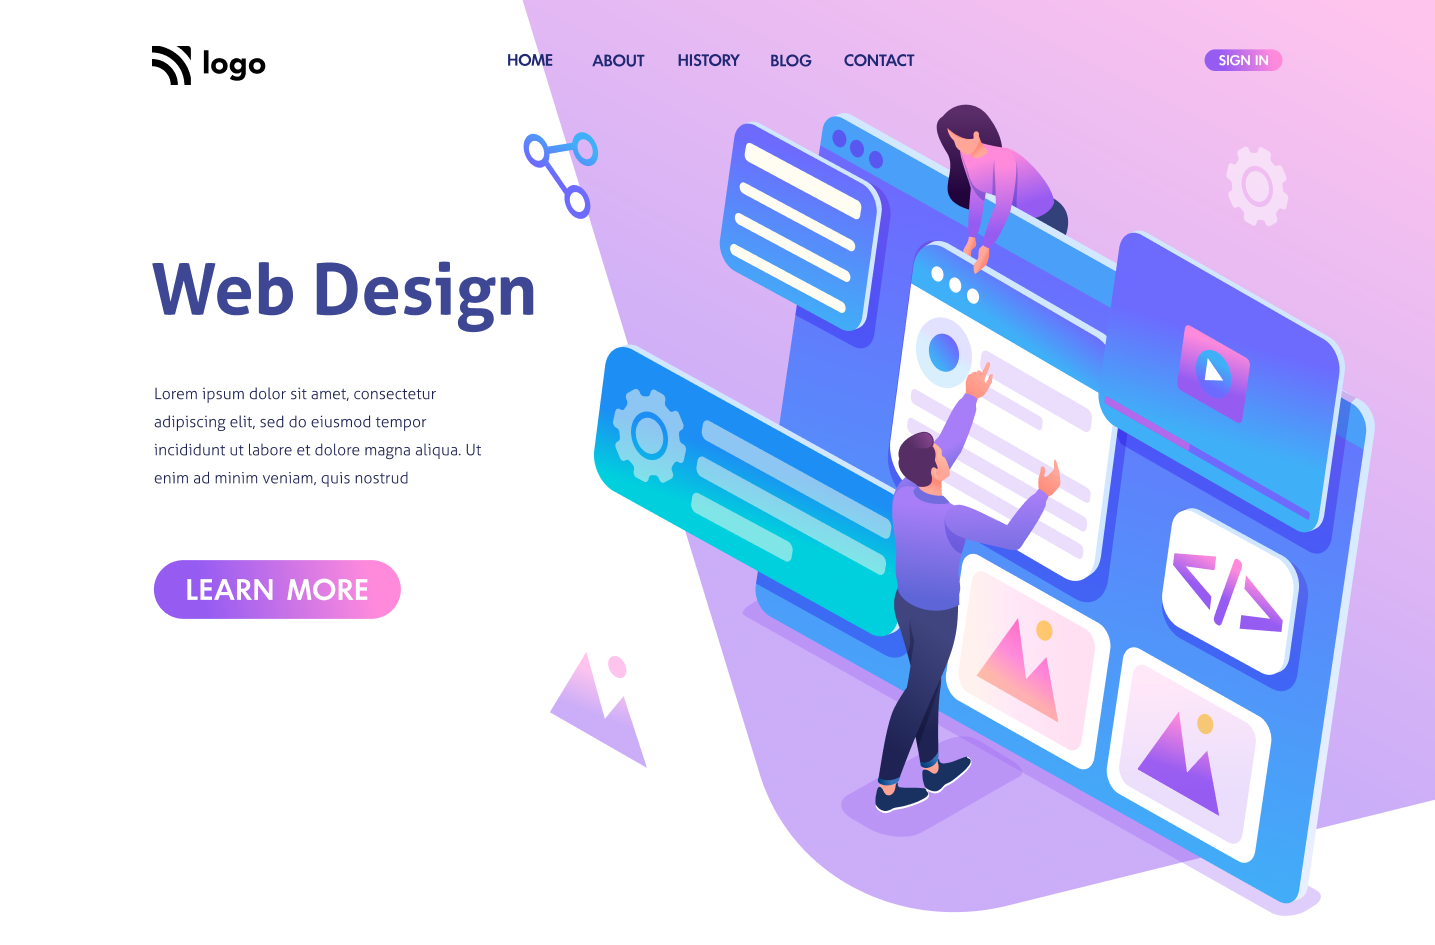 logo
HOME ABOUT HISTORY BLOG CONTACT SIGN IN
Web Design
Lorem ipsum dolor sit amet, consectetur
adipiscing elit, sed do eiusmod tempor
incididunt ut labore et dolore magna aliqua. Ut
enim ad minim veniam, quis nostrud
LEARN MORE
</>